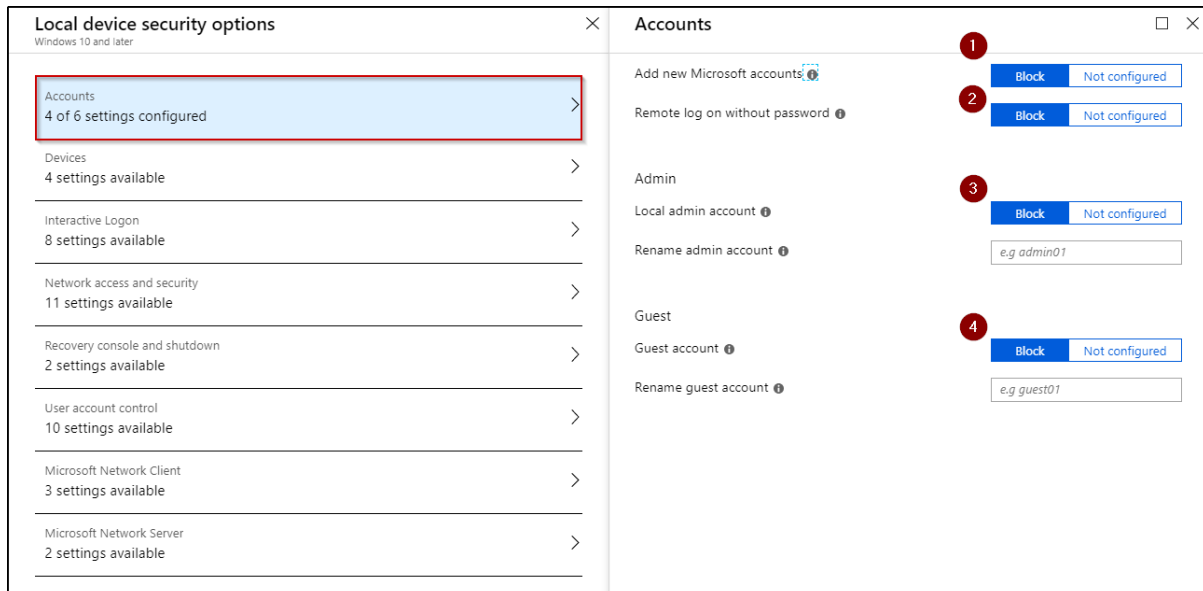 Local device security options
Windows 10 and later
Accounts
4 of 6 settings configured
Devices
4 settings available
Interactive Logon
8 settings available
Network access and security
11 settings available
Recovery console and shutdown
2 settings available
User account control
10 settings available
Microsoft Network Client
3 settings available
Microsoft Network Server
2 settings available
Accounts
1
Add new Microsoft accounts Block Not configured
2
Remote log on without password Block Not configured
Admin
3
Local admin account Block Not configured
Rename admin account e.g admin01
Guest
4
Guest account Block Not configured
Rename guest account e.g guest01